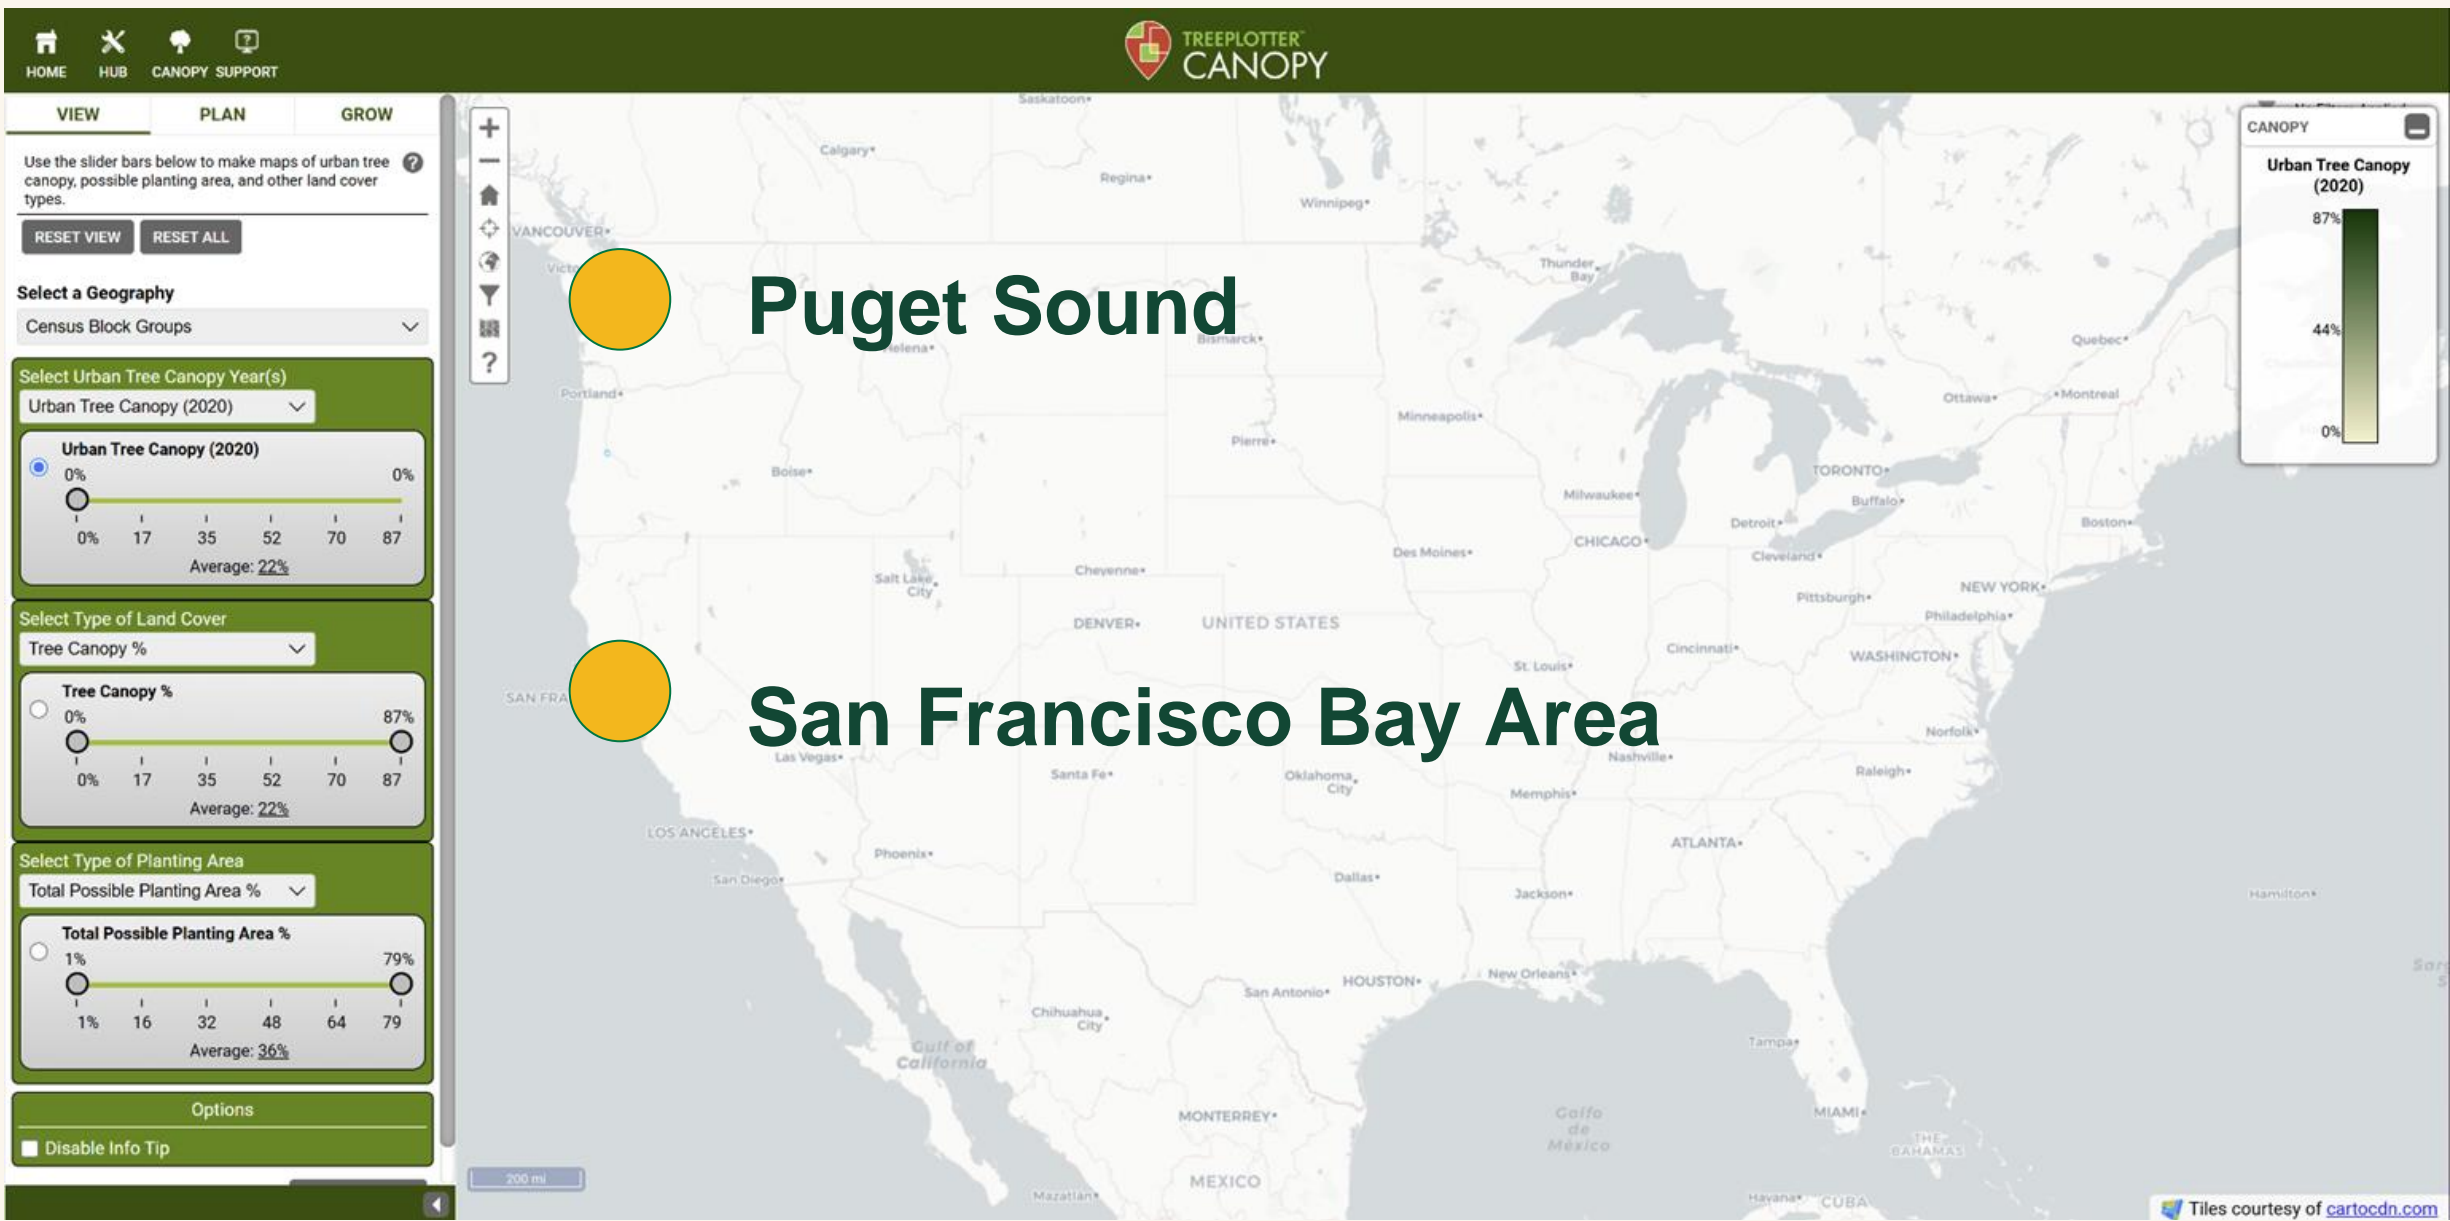 HOME HUB CANOPY SUPPORT
TREEPLOTTER™
CANOPY
VIEW PLAN GROW
Use the slider bars below to make maps of urban tree
canopy, possible planting area, and other land cover
types.
?
RESET VIEW RESET ALL
Select a Geography
Census Block Groups
Select Urban Tree Canopy Year(s)
Urban Tree Canopy (2020)
Urban Tree Canopy (2020)
0% 0%
0% 17 35 52 70 87
Average: 22%
Select Type of Land Cover
Tree Canopy %
Tree Canopy %
0% 87%
0% 17 35 52 70 87
Average: 22%
Select Type of Planting Area
Total Possible Planting Area %
Total Possible Planting Area %
1% 79%
1% 16 32 48 64 79
Average: 36%
Options
Disable Info Tip
+
−
?
Puget Sound
San Francisco Bay Area
Saskatoon
Calgary
Regina
Winnipeg
VANCOUVER
Thunder
Bay
Bismarck
Quebec
Portland
Ottawa
Montreal
Minneapolis
Pierre
Boise
TORONTO
Milwaukee
Buffalo
Detroit
Boston
CHICAGO
Des Moines
Cleveland
Cheyenne
Salt Lake
City
NEW YORK
Pittsburgh
Philadelphia
DENVER
UNITED STATES
Cincinnati
WASHINGTON
St. Louis
SAN FRA
Norfolk
Las Vegas
Nashville
Santa Fe
Oklahoma
City
Raleigh
Memphis
LOS ANGELES
ATLANTA
Phoenix
San Diego
Dallas
Jackson
Hamilton
New Orleans
HOUSTON
San Antonio
Chihuahua
City
Gulf of
California
Tampa
MONTERREY
Golfo
de
México
MIAMI
THE
BAHAMAS
MEXICO
Mazatlán
Havana
CUBA
200 mi
CANOPY
Urban Tree Canopy
(2020)
87%
44%
0%
Tiles courtesy of cartocdn.com